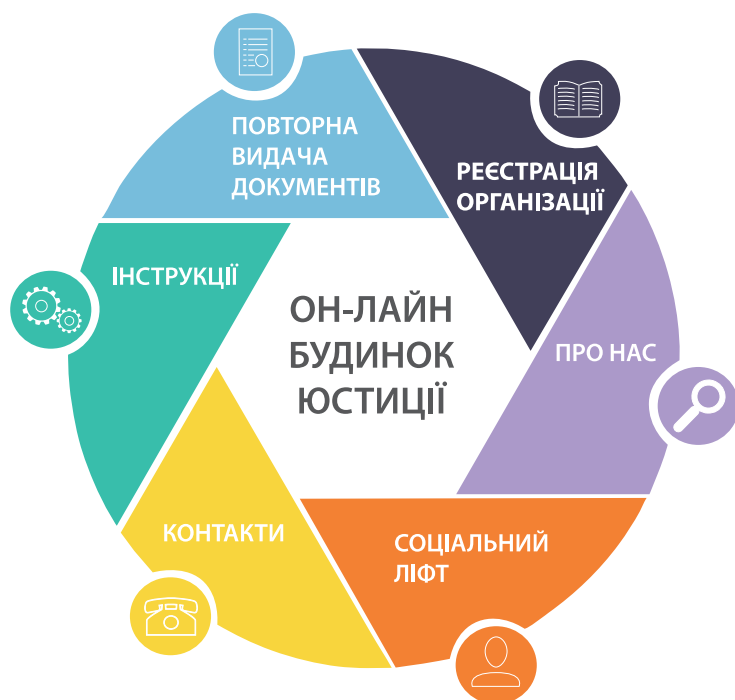 ПОВТОРНА
ВИДАЧА
ДОКУМЕНТІВ
РЕЄСТРАЦІЯ
ОРГАНІЗАЦІЇ
ІНСТРУКЦІЇ
ОН-ЛАЙН
БУДИНОК
ЮСТИЦІЇ
ПРО НАС
КОНТАКТИ
СОЦІАЛЬНИЙ
ЛІФТ